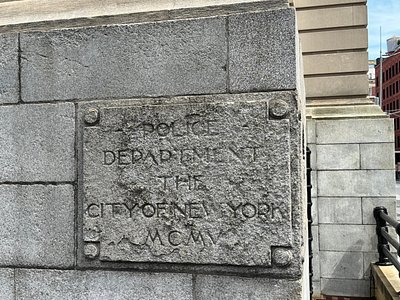 POLICE
DEPARTMENT
THE
CITY OF NEW YORK
MCMV